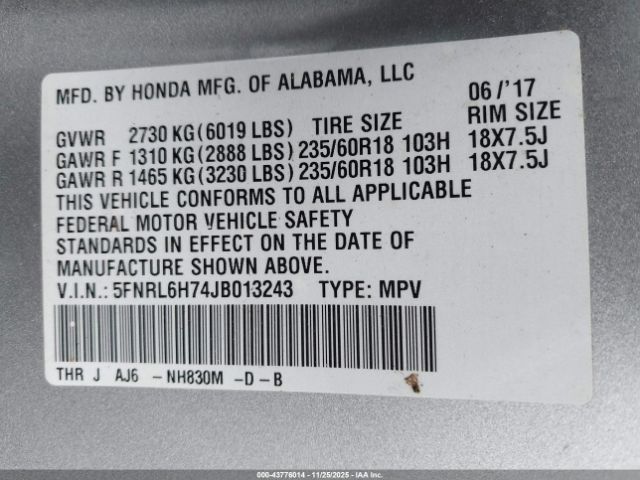 MFD. BY HONDA MFG. OF ALABAMA, LLC 06/'17
GVWR 2730 KG(6019 LBS) TIRE SIZE RIM SIZE
GAWR F 1310 KG(2888 LBS) 235/60R18 103H 18X7.5J
GAWR R 1465 KG(3230 LBS) 235/60R18 103H 18X7.5J
THIS VEHICLE CONFORMS TO ALL APPLICABLE
FEDERAL MOTOR VEHICLE SAFETY
STANDARDS IN EFFECT ON THE DATE OF
MANUFACTURE SHOWN ABOVE.
V.I.N.: 5FNRL6H74JB013243 TYPE: MPV
THR J AJ6 -NH830M -D-B
000-43776014 - 11/25/2025 - IAA Inc.